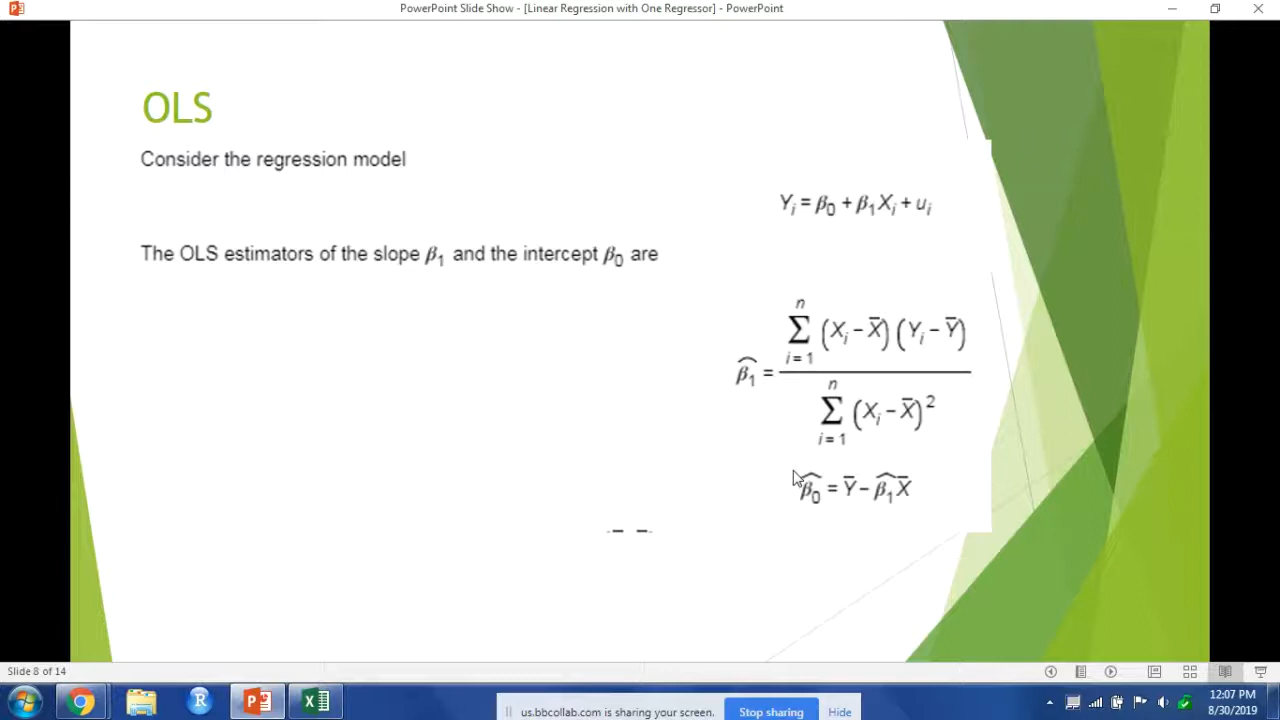 PowerPoint Slide Show - [Linear Regression with One Regressor] - PowerPoint
OLS
Consider the regression model
Yᵢ = β₀ + β₁Xᵢ + uᵢ
The OLS estimators of the slope β₁ and the intercept β₀ are
β̂₁ = ∑ⁿᵢ₌₁ (Xᵢ − X̄) (Yᵢ − Ȳ) / ∑ⁿᵢ₌₁ (Xᵢ − X̄)²
β̂₀ = Ȳ − β̂₁X̄
Slide 8 of 14
us.bbcollab.com is sharing your screen.
Stop sharing
Hide
12:07 PM
8/30/2019